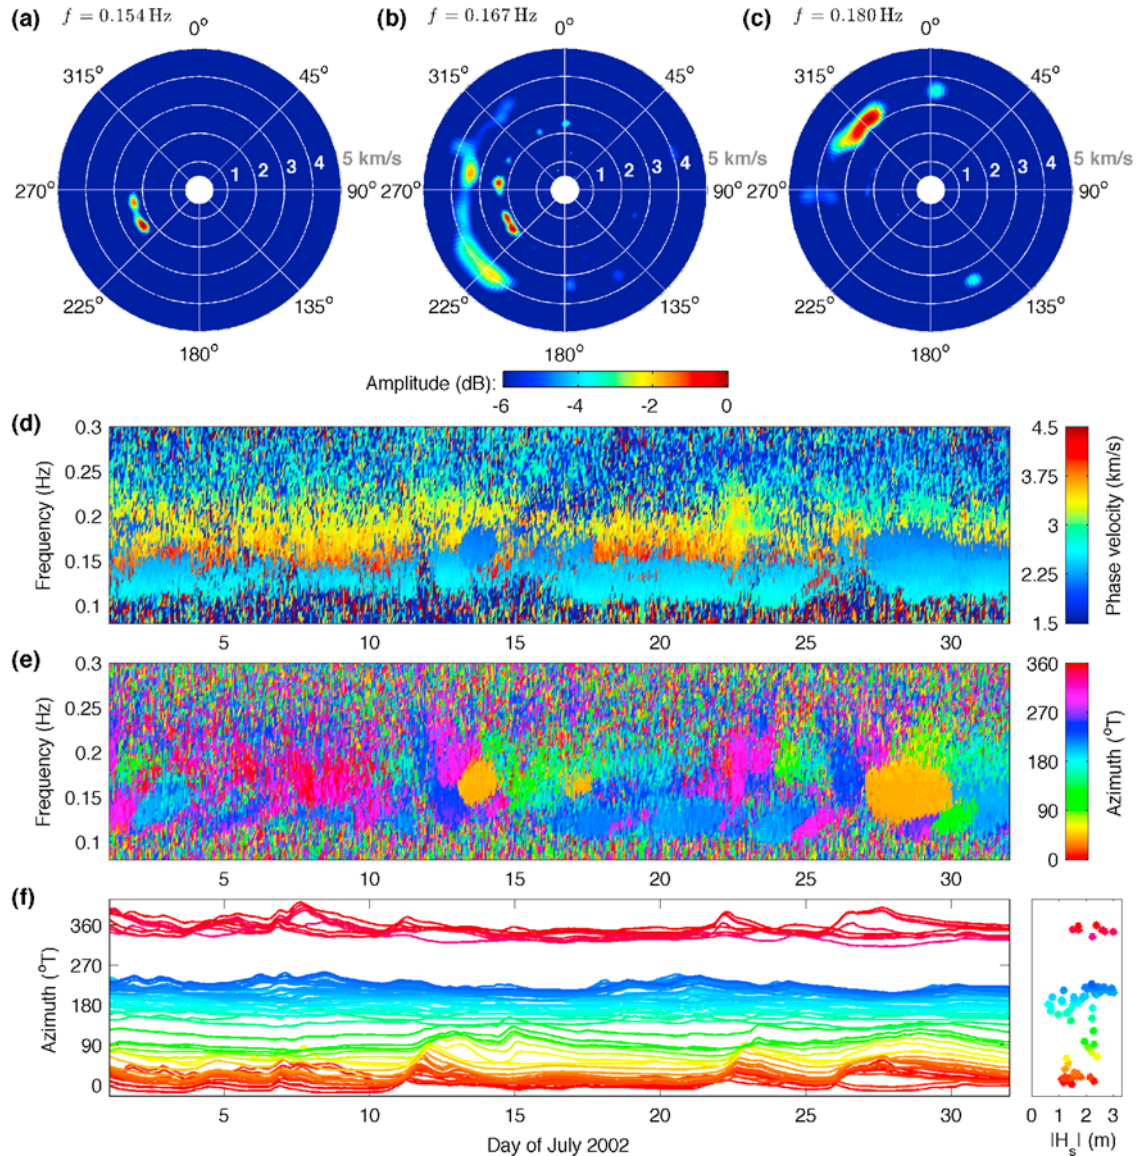 (a) f = 0.154 Hz
(b) f = 0.167 Hz
(c) f = 0.180 Hz
0° 0° 0°
315° 45° 315° 45° 315° 45°
1 2 3 4 5 km/s 1 2 3 4 5 km/s 1 2 3 4 5 km/s
270° 90° 270° 90° 270° 90°
225° 135° 225° 135° 225° 135°
180° 180° 180°
Amplitude (dB):
-6 -4 -2 0
(d)
Frequency (Hz)
0.3
0.25
0.2
0.15
0.1
5 10 15 20 25 30
4.5
3.75
3
2.25
1.5
Phase velocity (km/s)
(e)
Frequency (Hz)
0.3
0.25
0.2
0.15
0.1
5 10 15 20 25 30
360
270
180
90
0
Azimuth (°T)
(f)
Azimuth (°T)
360
270
180
90
0
5 10 15 20 25 30
Day of July 2002
0 1 2 3
|Hs| (m)